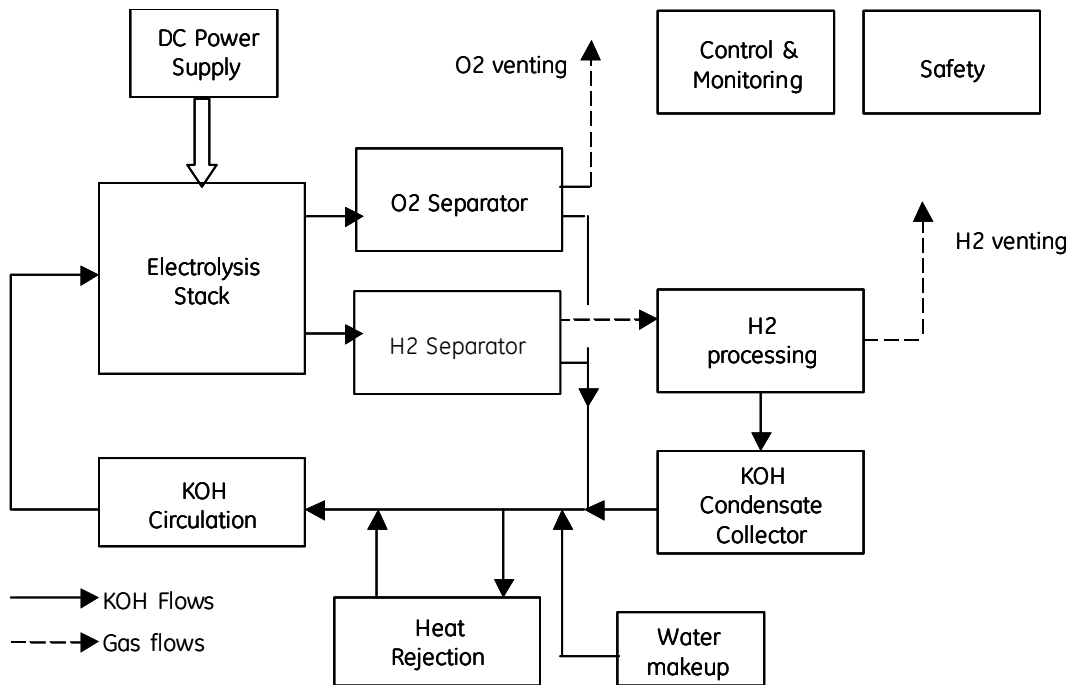 DC Power
Supply
O2 venting
Control &
Monitoring
Safety
O2 Separator
H2 venting
Electrolysis
Stack
H2 Separator
H2
processing
KOH
Circulation
KOH
Condensate
Collector
KOH Flows
Gas flows
Heat
Rejection
Water
makeup